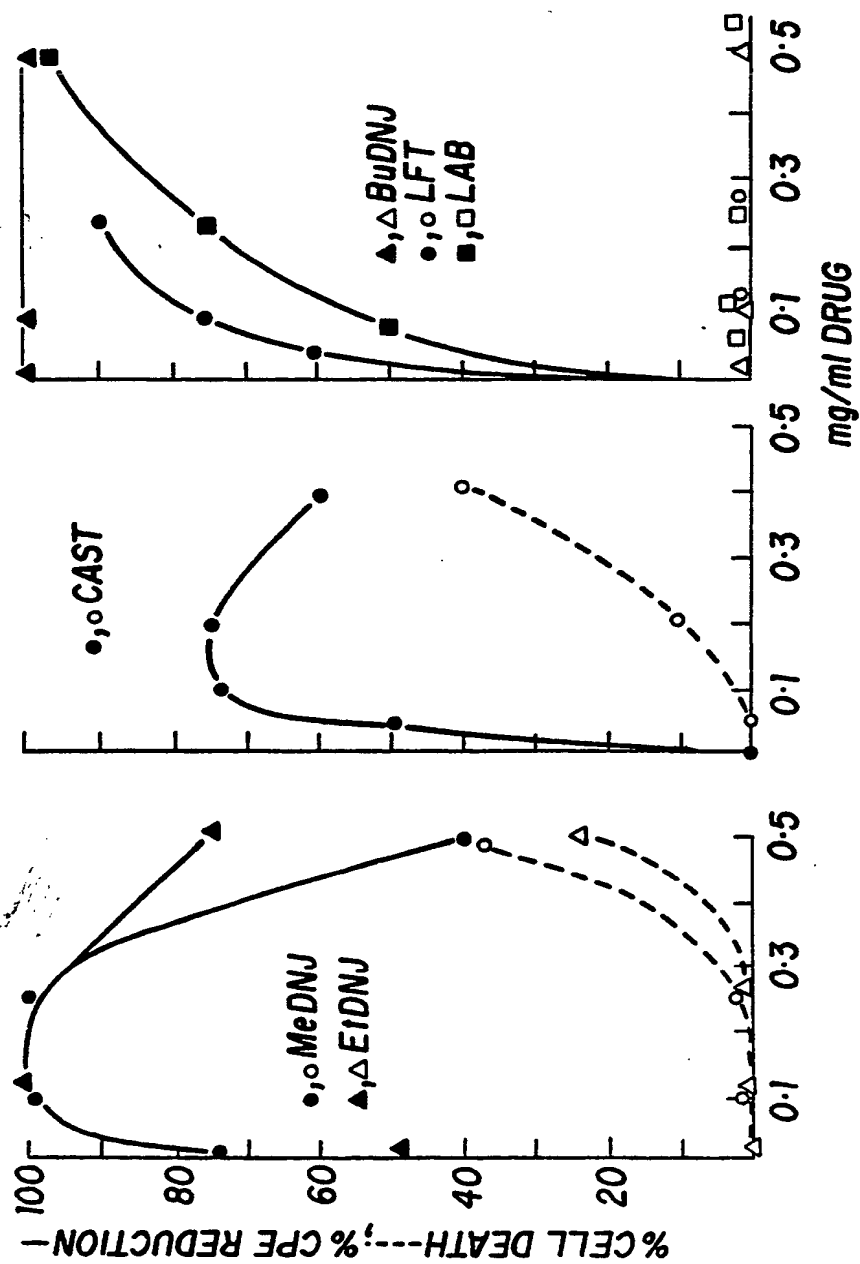 % CELL DEATH---; % CPE REDUCTION—
100
80
60
40
20
●,○ MeDNJ
▲,△ EtDNJ
0·1
0·3
0·5
●,○ CAST
0·1
0·3
0·5
▲,△ BuDNJ
●,○ LFT
■,□ LAB
0·1
0·3
0·5
mg/ml DRUG